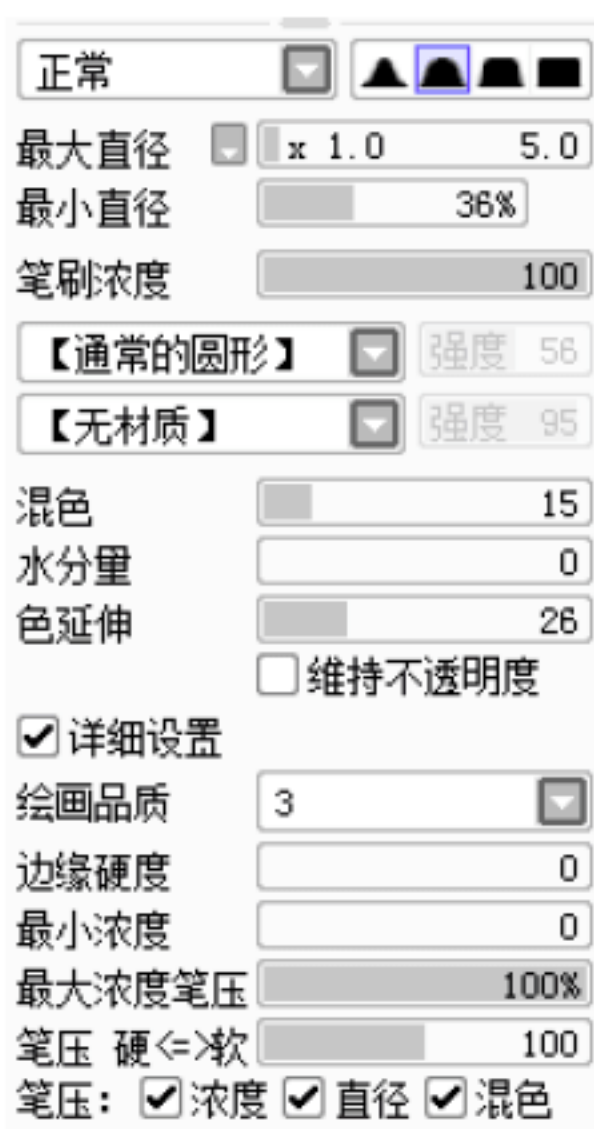 正常
最大直径 x 1.0 5.0
最小直径 36%
笔刷浓度 100
【通常的圆形】 强度 56
【无材质】 强度 95
混色 15
水分量 0
色延伸 26
维持不透明度
详细设置
绘画品质 3
边缘硬度 0
最小浓度 0
最大浓度笔压 100%
笔压 硬<=>软 100
笔压: 浓度 直径 混色